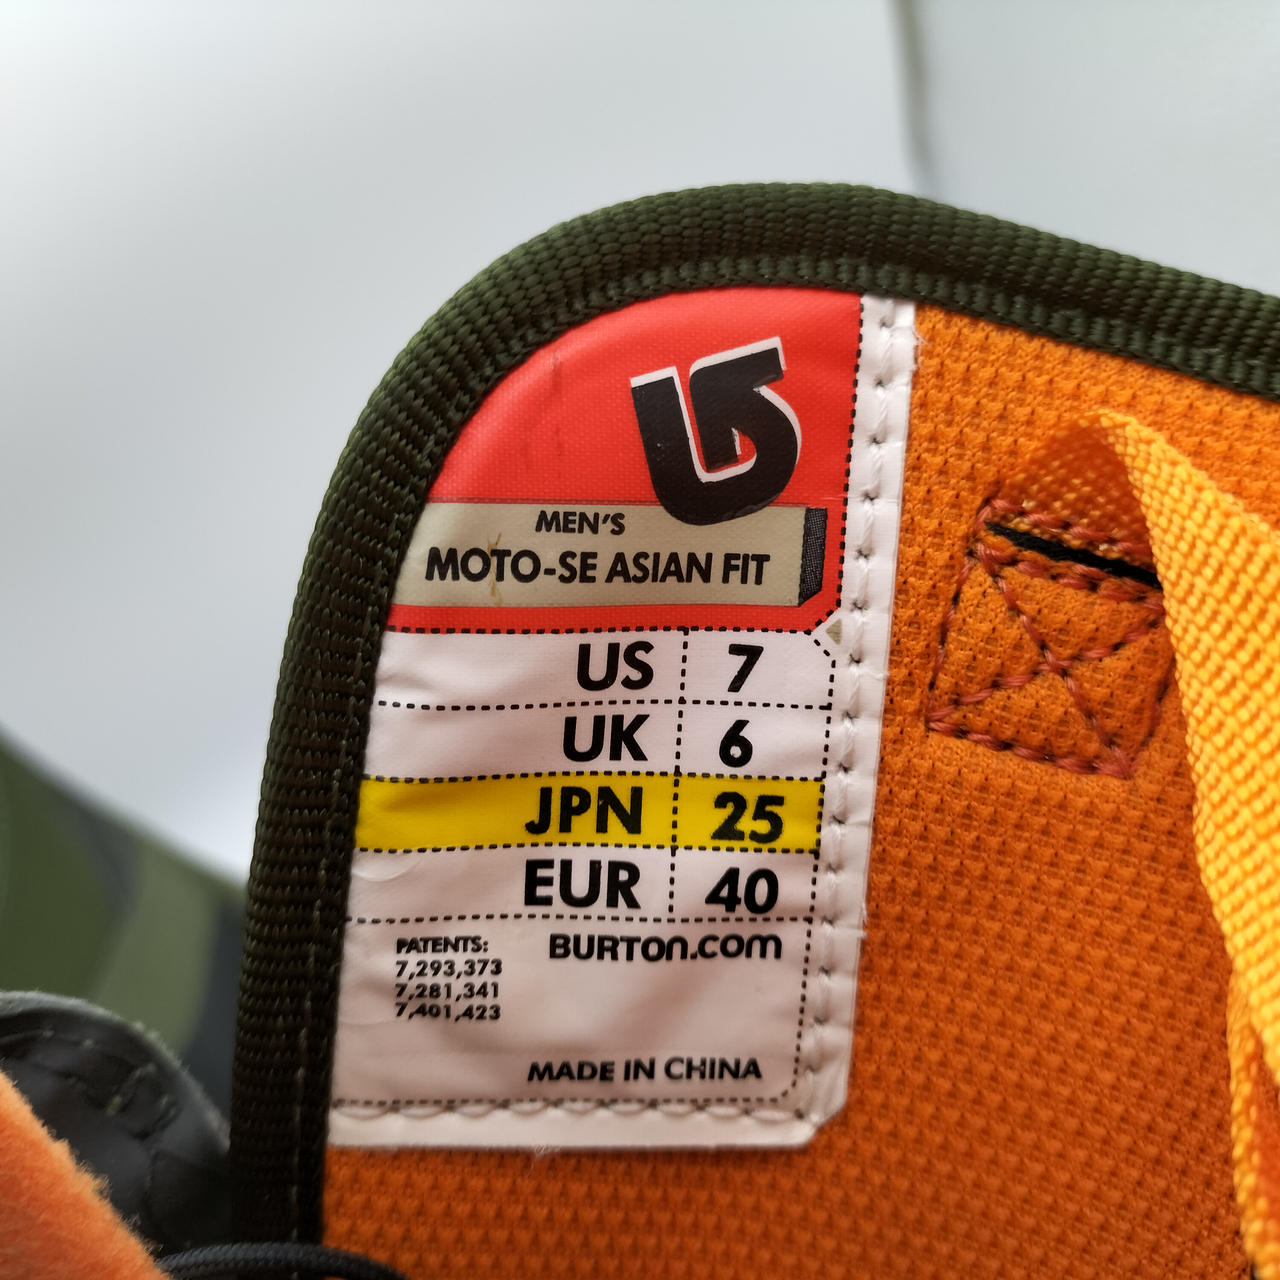 MEN'S
MOTO-SE ASIAN FIT
US 7
UK 6
JPN 25
EUR 40
PATENTS:
7,293,373
7,281,341
7,401,423
BURTON.COM
MADE IN CHINA